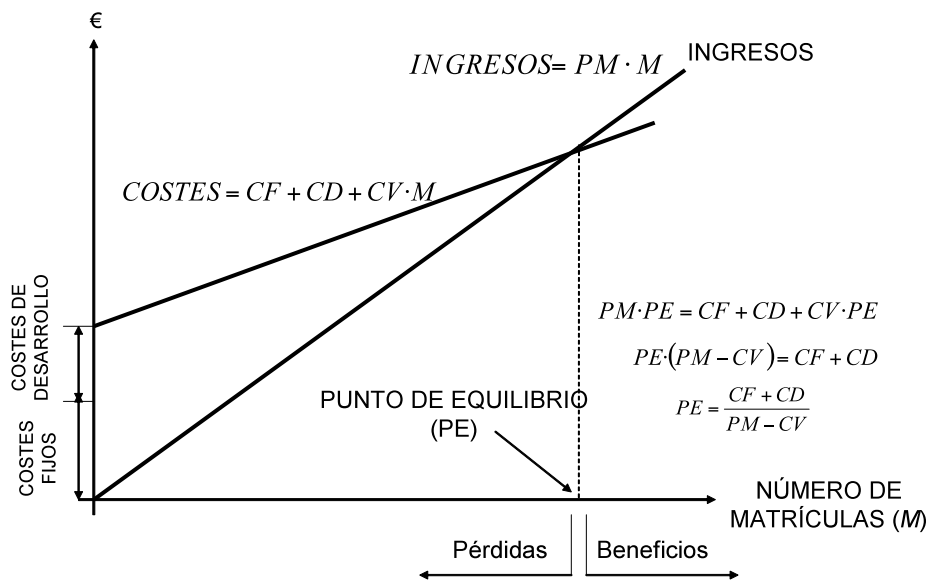 €
INGRESOS= PM · M
INGRESOS
COSTES = CF + CD + CV·M
COSTES DE
DESARROLLO
COSTES
FIJOS
PM·PE = CF + CD + CV·PE
PE·(PM − CV) = CF + CD
PE = \frac{CF + CD}{PM − CV}
PUNTO DE EQUILIBRIO
(PE)
NÚMERO DE
MATRÍCULAS (M)
Pérdidas
Beneficios